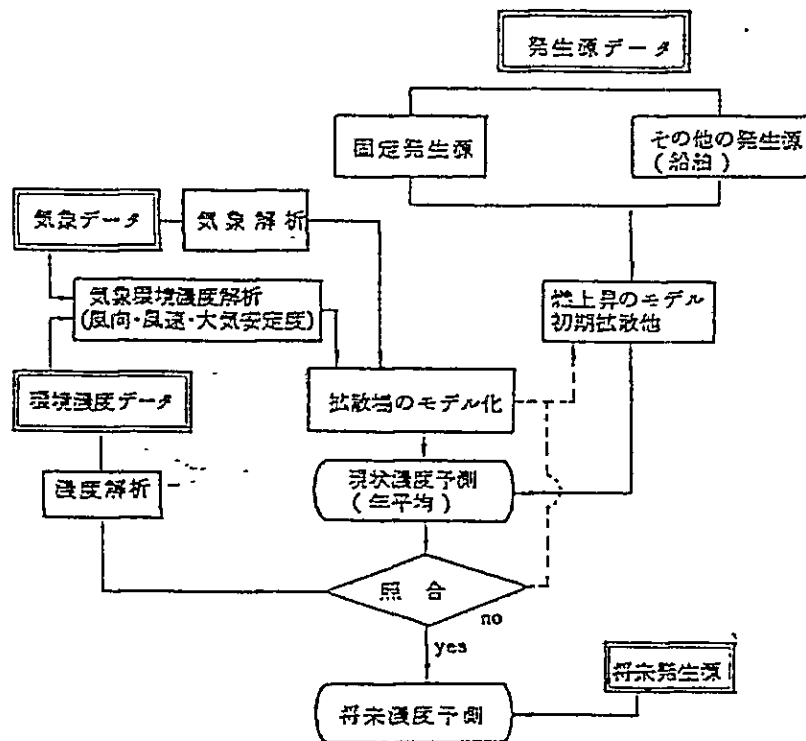 発生源データ
固定発生源
その他の発生源
(給油)
気象データ
気象解析
気象環境濃度解析
(風向・風速・大気安定度)
煙上昇のモデル
初期拡散他
環境濃度データ
拡散場のモデル化
濃度解析
現状濃度予測
(年平均)
照合
no
yes
将来発生源
将来濃度予測